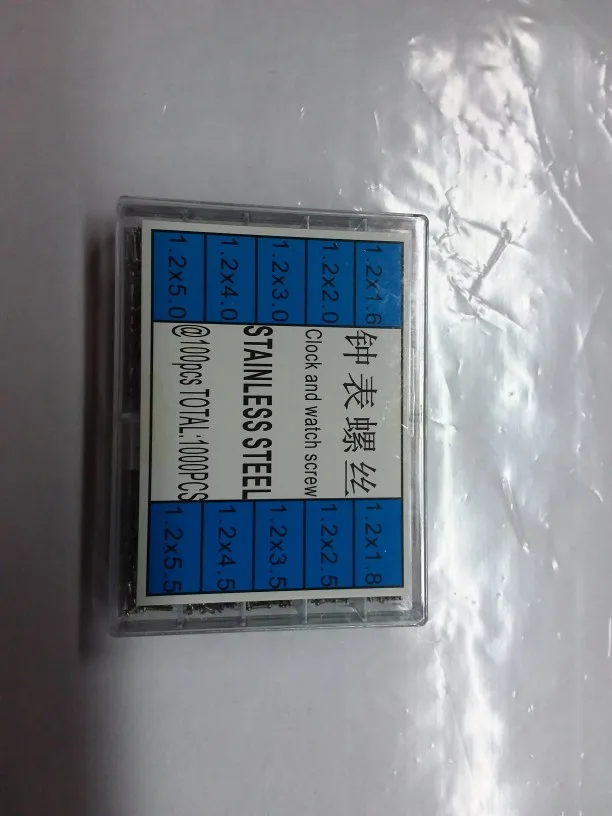 1.2x1.6 钟表螺丝 1.2x1.8
1.2x2.0 Clock and watch screw 1.2x2.5
1.2x3.0 STAINLESS STEEL 1.2x3.5
1.2x4.0 1.2x4.5
1.2x5.0 @100pcs TOTAL:1000PCS 1.2x5.5